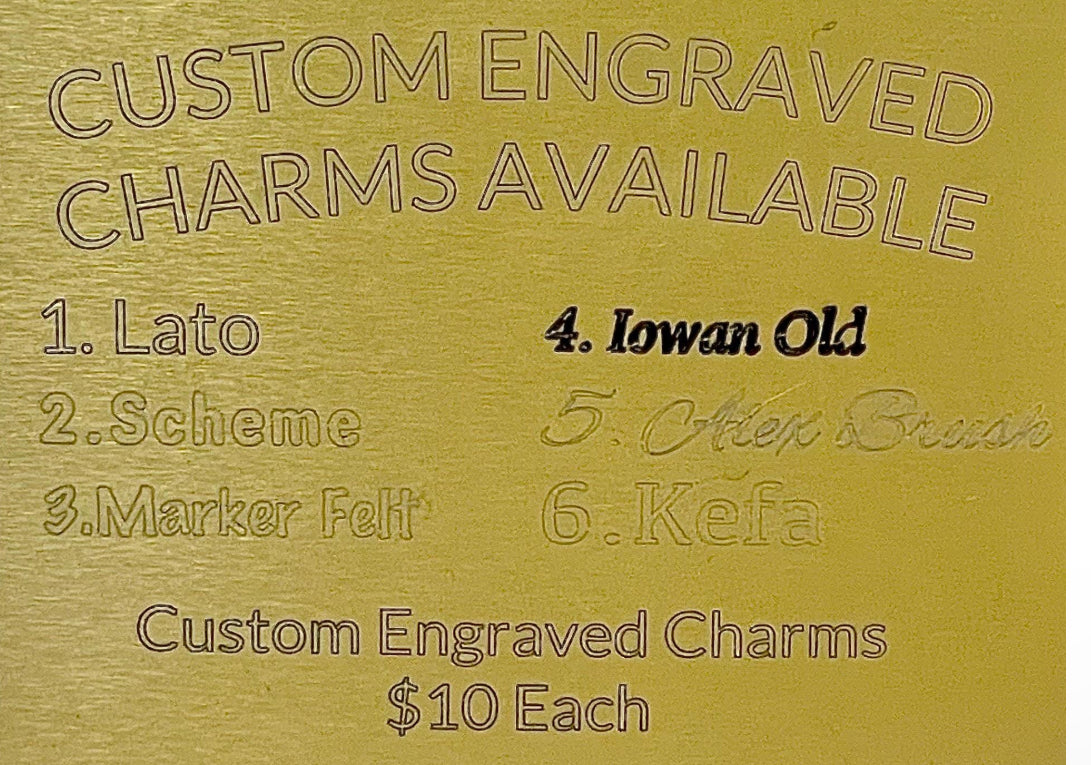 CUSTOM ENGRAVED
CHARMS AVAILABLE
1. Lato
2. Scheme
3. Marker Felt
4. Iowan Old
5. Alex Brush
6. Kefa
Custom Engraved Charms
$10 Each